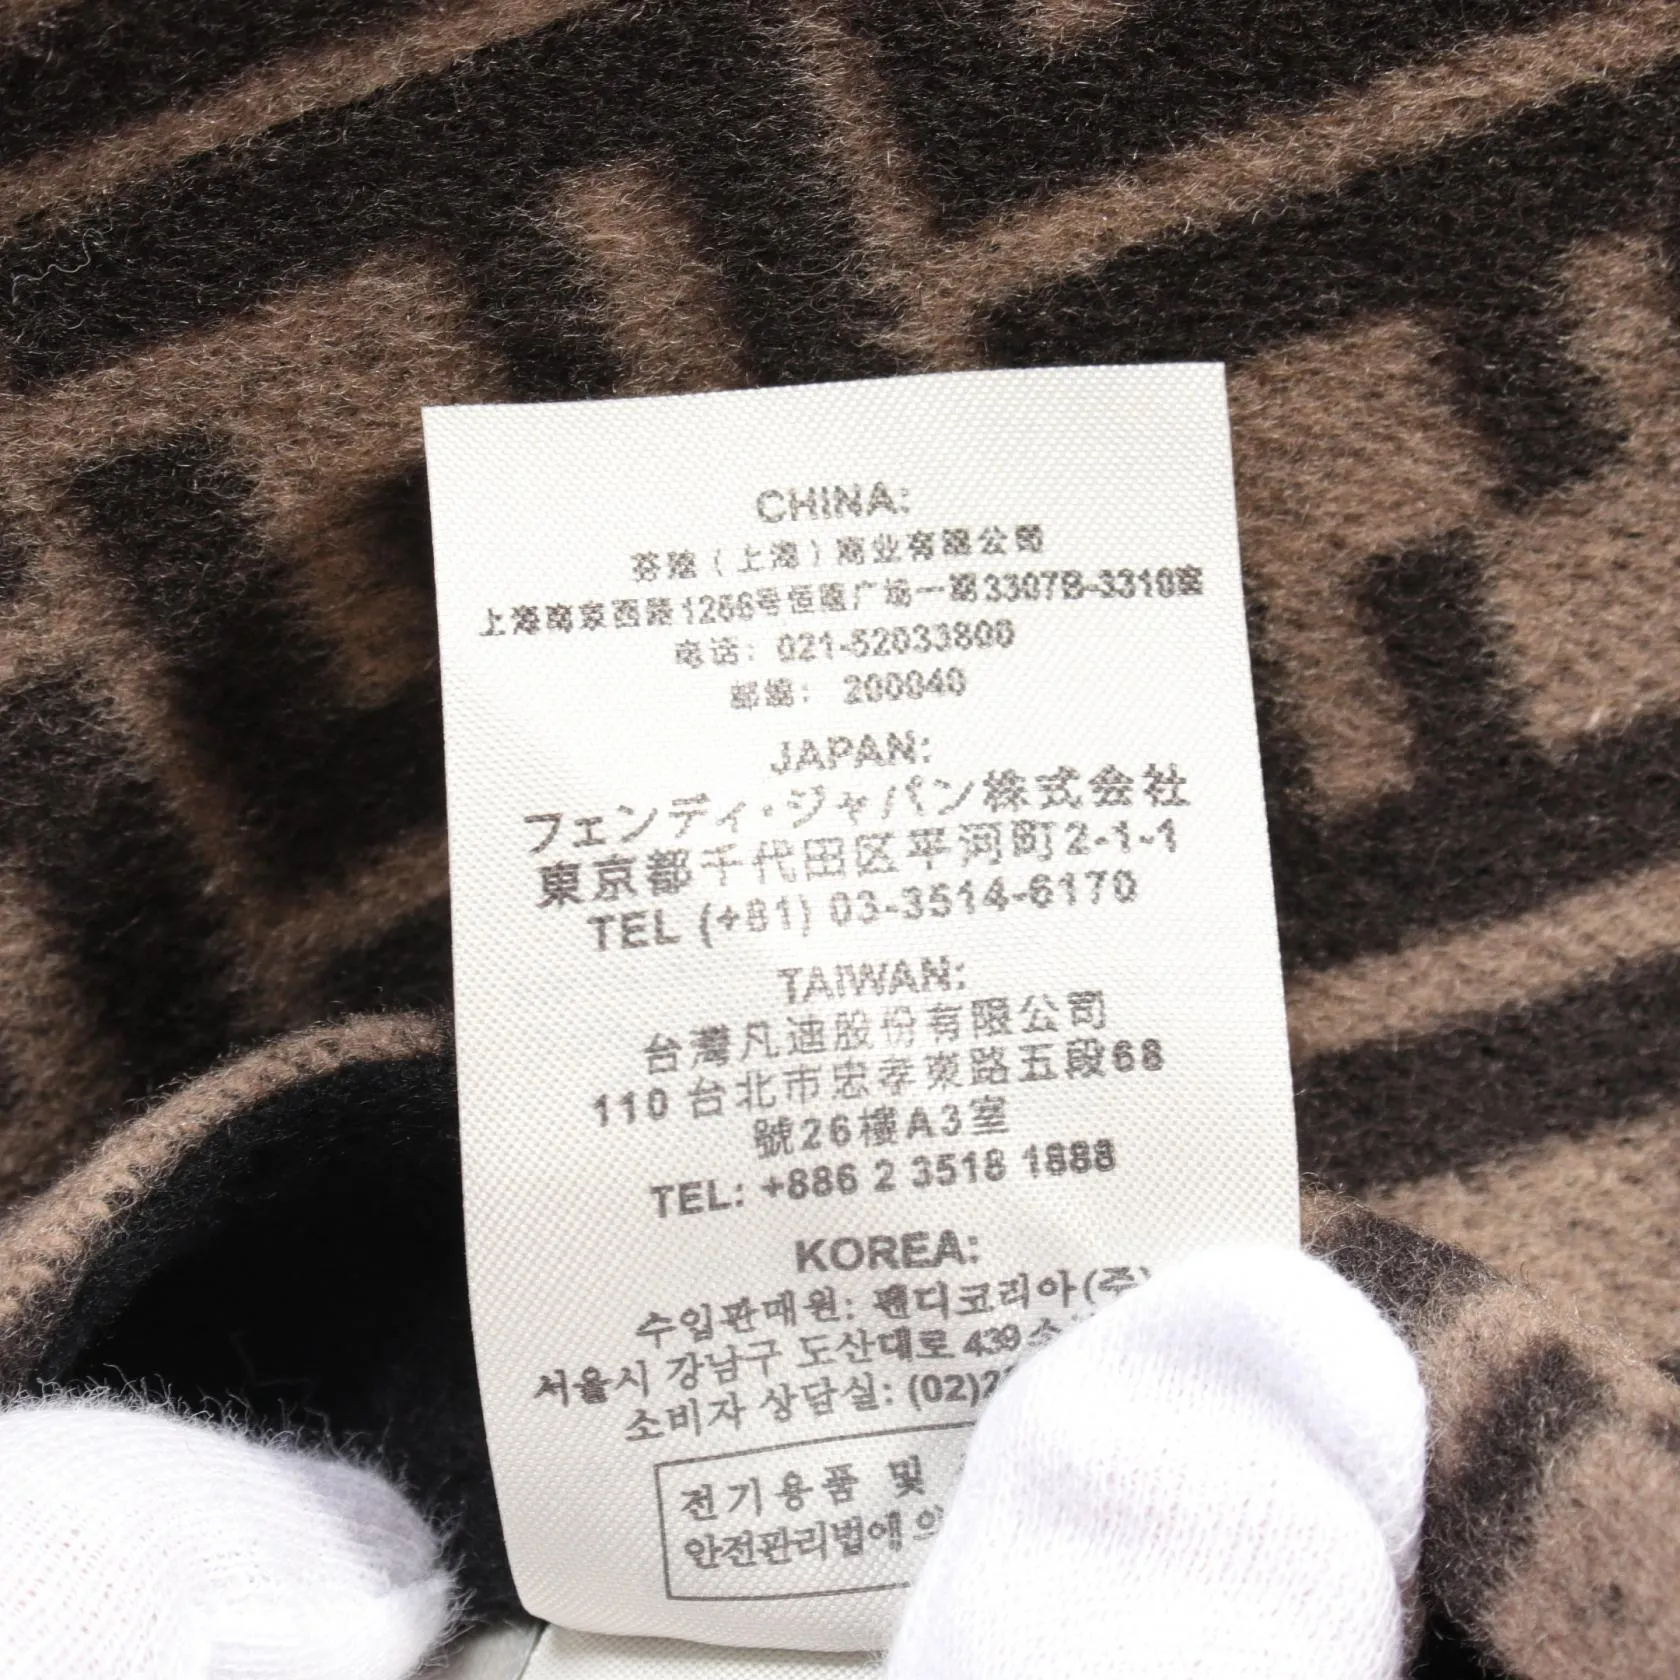 CHINA:
芬隆（上海）商业有限公司
上海南京西路1266号恒隆广场一期3307B-3310室
电话: 021-52033800
邮编: 200040
JAPAN:
フェンディ・ジャパン株式会社
東京都千代田区平河町2-1-1
TEL (+81) 03-3514-6170
TAIWAN:
台灣凡迪股份有限公司
110 台北市忠孝東路五段68
號26樓A3室
TEL: +886 2 3518 1888
KOREA:
수입판매원: 팬디코리아(주)
서울시 강남구 도산대로 439
소비자 상담실: (02)2
전기용품 및
안전관리법에